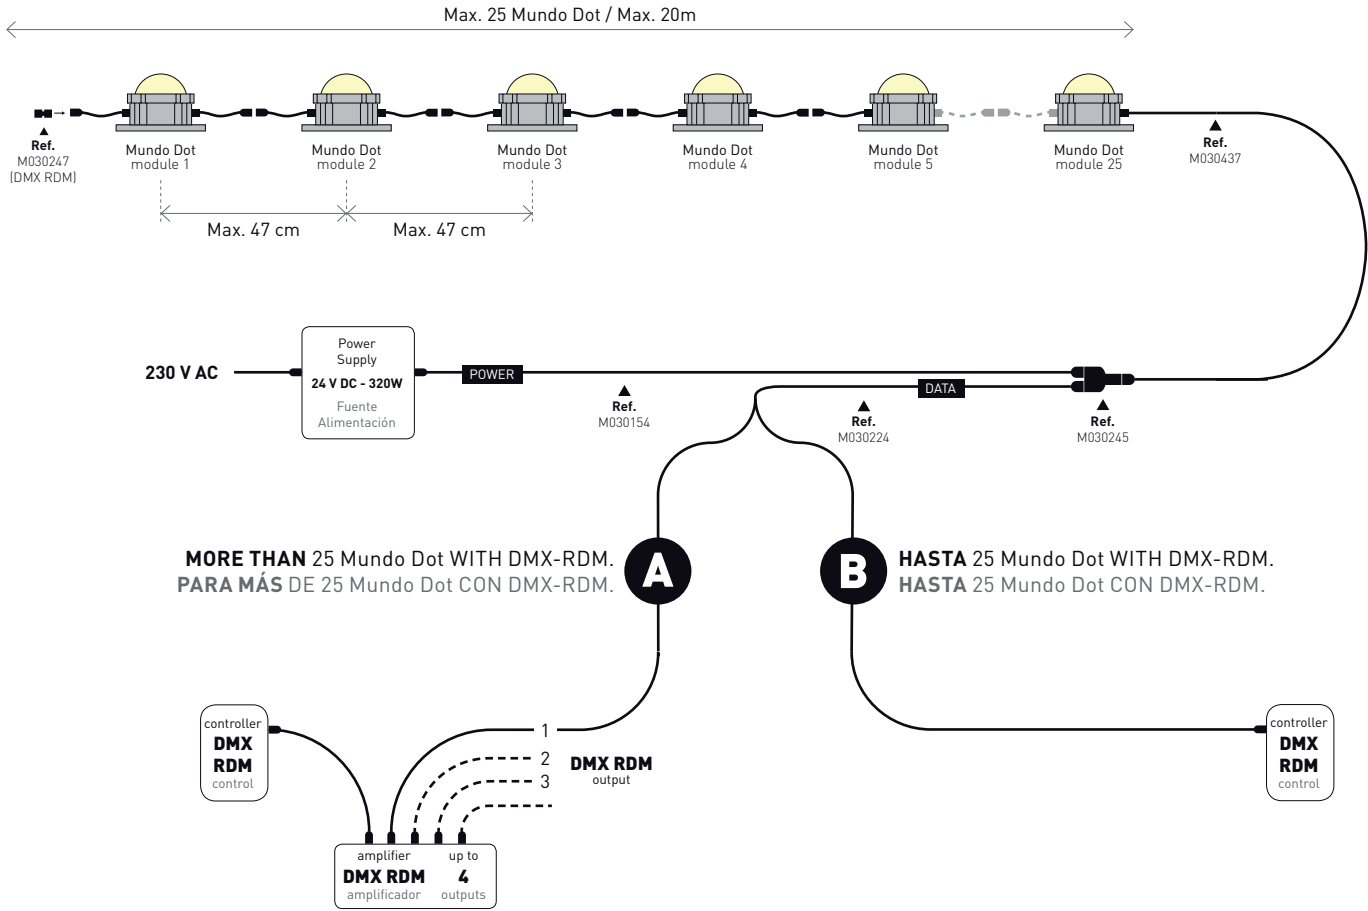 Max. 25 Mundo Dot / Max. 20m
Ref.
M030247
(DMX RDM)
Mundo Dot
module 1
Mundo Dot
module 2
Mundo Dot
module 3
Mundo Dot
module 4
Mundo Dot
module 5
Mundo Dot
module 25
Ref.
M030437
Max. 47 cm
Max. 47 cm
230 V AC
Power
Supply
24 V DC - 320W
Fuente
Alimentación
POWER
DATA
Ref.
M030154
Ref.
M030224
Ref.
M030245
MORE THAN 25 Mundo Dot WITH DMX-RDM.
PARA MÁS DE 25 Mundo Dot CON DMX-RDM.
A
B
HASTA 25 Mundo Dot WITH DMX-RDM.
HASTA 25 Mundo Dot CON DMX-RDM.
controller
DMX
RDM
control
1
2
3
DMX RDM
output
amplifier
DMX RDM
amplificador
up to
4
outputs
controller
DMX
RDM
control